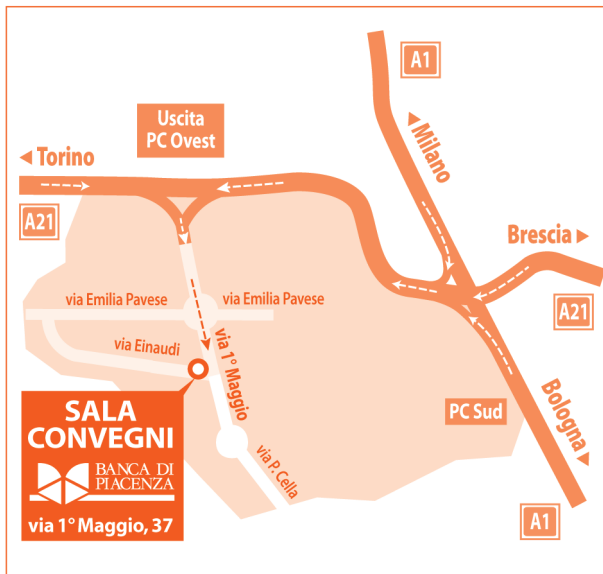 A1
Uscita
PC Ovest
Torino
Milano
A21
Brescia
via Emilia Pavese
via Emilia Pavese
A21
via Einaudi
via 1° Maggio
SALA
CONVEGNI
BANCA DI
PIACENZA
via 1° Maggio, 37
PC Sud
Bologna
via P. Cella
A1